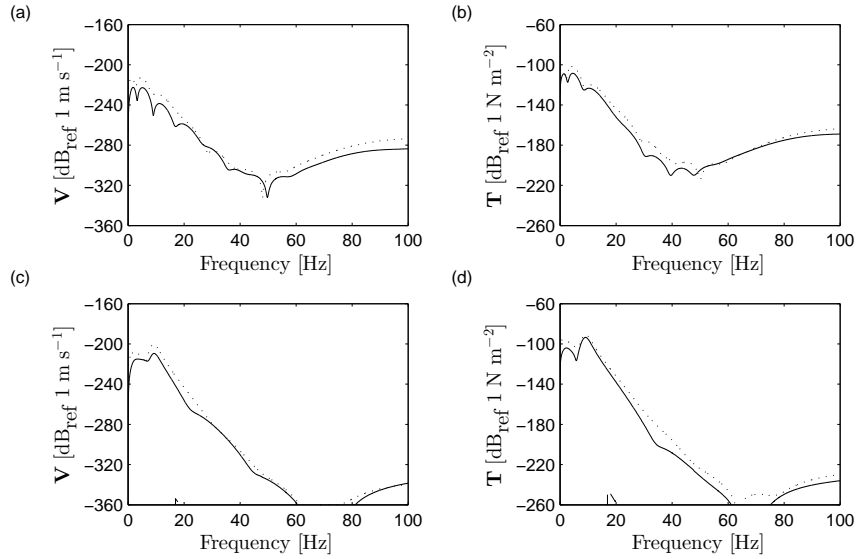 (a)
−160
−200
−240
−280
−320
−360
V [dB_ref 1 m s^−1]
0 20 40 60 80 100
Frequency [Hz]
(b)
−60
−100
−140
−180
−220
−260
T [dB_ref 1 N m^−2]
0 20 40 60 80 100
Frequency [Hz]
(c)
−160
−200
−240
−280
−320
−360
V [dB_ref 1 m s^−1]
0 20 40 60 80 100
Frequency [Hz]
(d)
−60
−100
−140
−180
−220
−260
T [dB_ref 1 N m^−2]
0 20 40 60 80 100
Frequency [Hz]